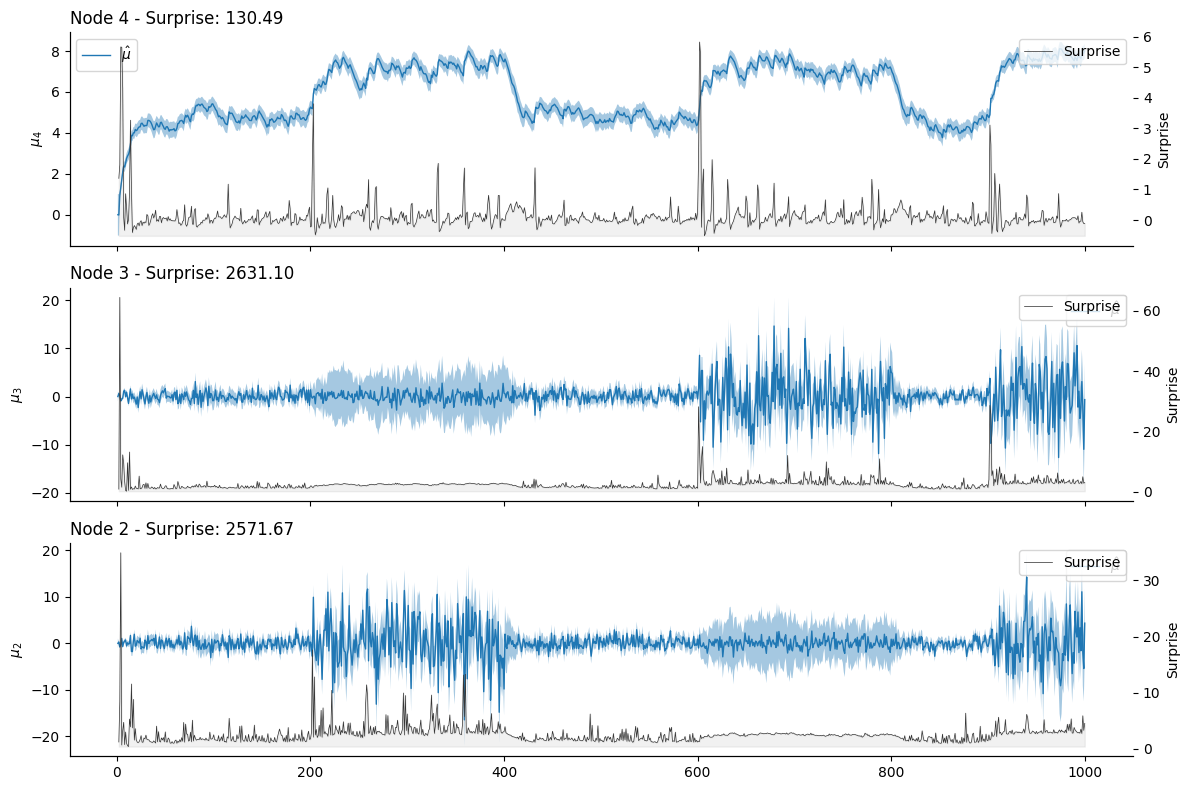 Node 4 - Surprise: 130.49
μ̂
Surprise
8
6
4
2
0
μ4
6
5
4
3
2
1
0
Surprise
Node 3 - Surprise: 2631.10
Surprise
μ̂
20
10
0
−10
−20
μ3
60
40
20
0
Surprise
Node 2 - Surprise: 2571.67
Surprise
μ̂
20
10
0
−10
−20
μ2
30
20
10
0
Surprise
0 200 400 600 800 1000